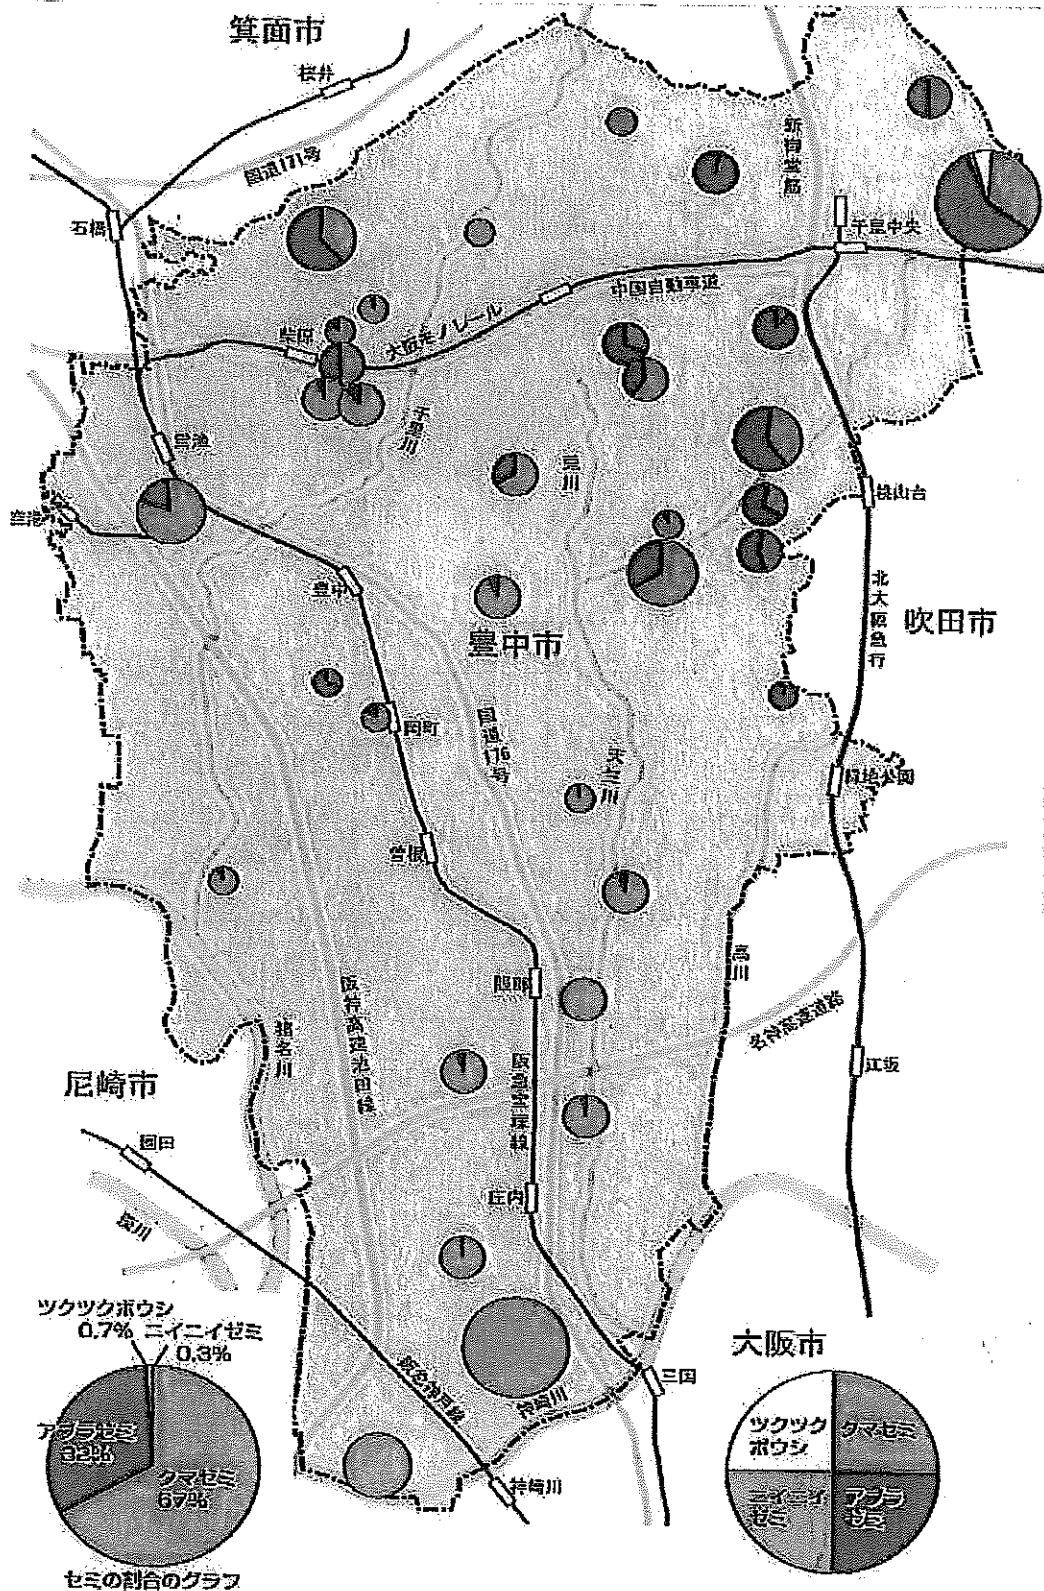 箕面市
桜井
国道171号
新御堂筋
石橋
千里中央
中国自動車道
大阪モノレール
柴原
千里川
蛍池
空港
桃山台
豊中
北大阪急行
吹田市
豊中市
岡町
国道176号
天竺川
緑地公園
曽根
高川
服部
名神高速道路
阪神高速池田線
猪名川
阪急宝塚線
江坂
尼崎市
園田
庄内
ツクツクボウシ
0.7%
ニイニイゼミ
0.3%
アブラゼミ
32%
クマゼミ
67%
セミの割合のグラフ
阪急神戸線
神崎川
三国
神崎川
大阪市
ツクツク
ボウシ
クマゼミ
ニイニイ
ゼミ
アブラ
ゼミ